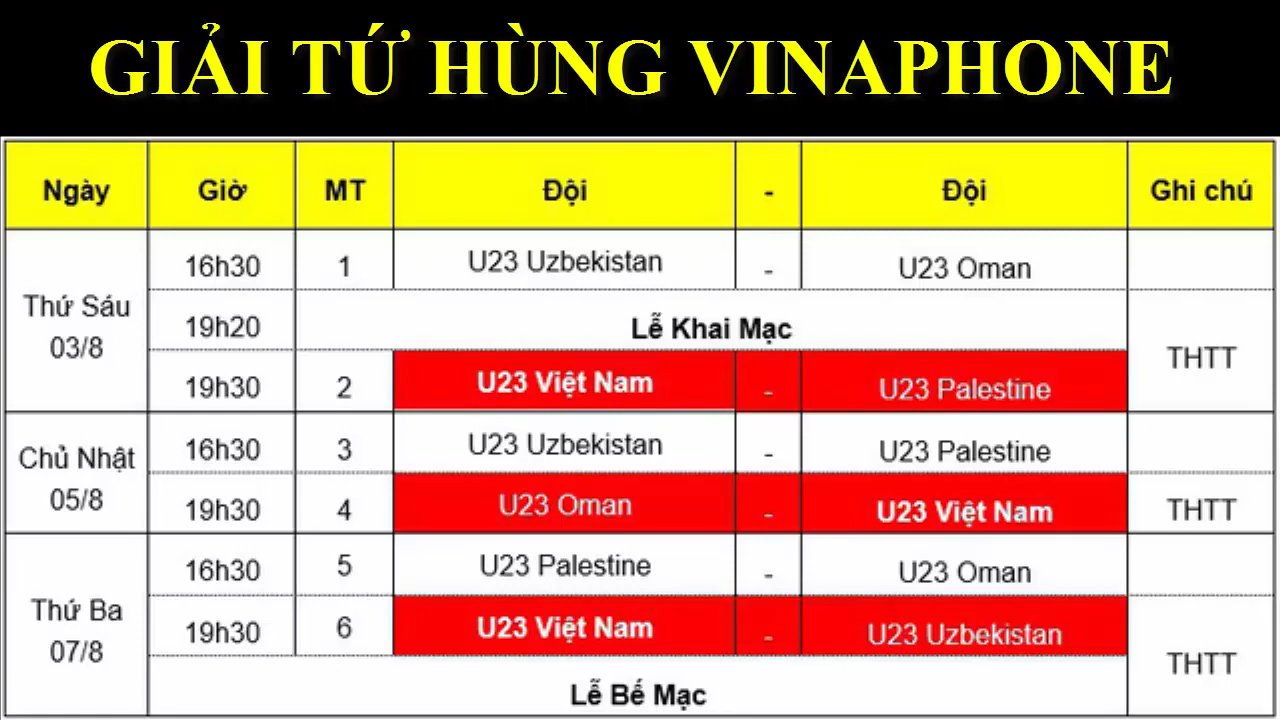 GIẢI TỨ HÙNG VINAPHONE
Ngày Giờ MT Đội - Đội Ghi chú
Thứ Sáu 03/8
16h30 1 U23 Uzbekistan - U23 Oman
19h20 Lễ Khai Mạc
19h30 2 U23 Việt Nam - U23 Palestine
THTT
Chủ Nhật 05/8
16h30 3 U23 Uzbekistan - U23 Palestine
19h30 4 U23 Oman - U23 Việt Nam THTT
Thứ Ba 07/8
16h30 5 U23 Palestine - U23 Oman
19h30 6 U23 Việt Nam - U23 Uzbekistan
THTT
Lễ Bế Mạc